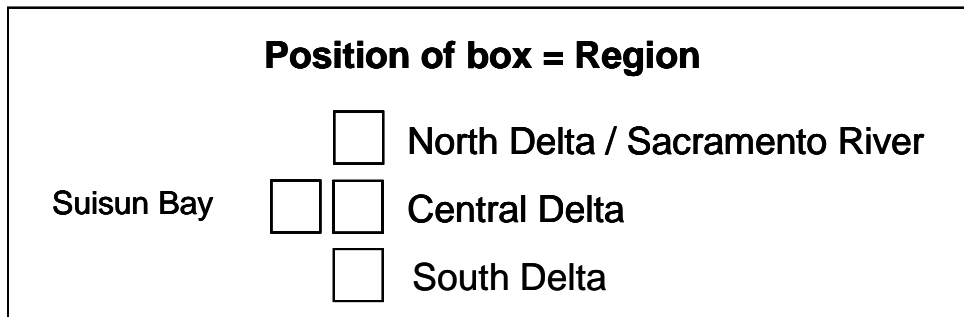 Position of box = Region
North Delta / Sacramento River
Suisun Bay
Central Delta
South Delta